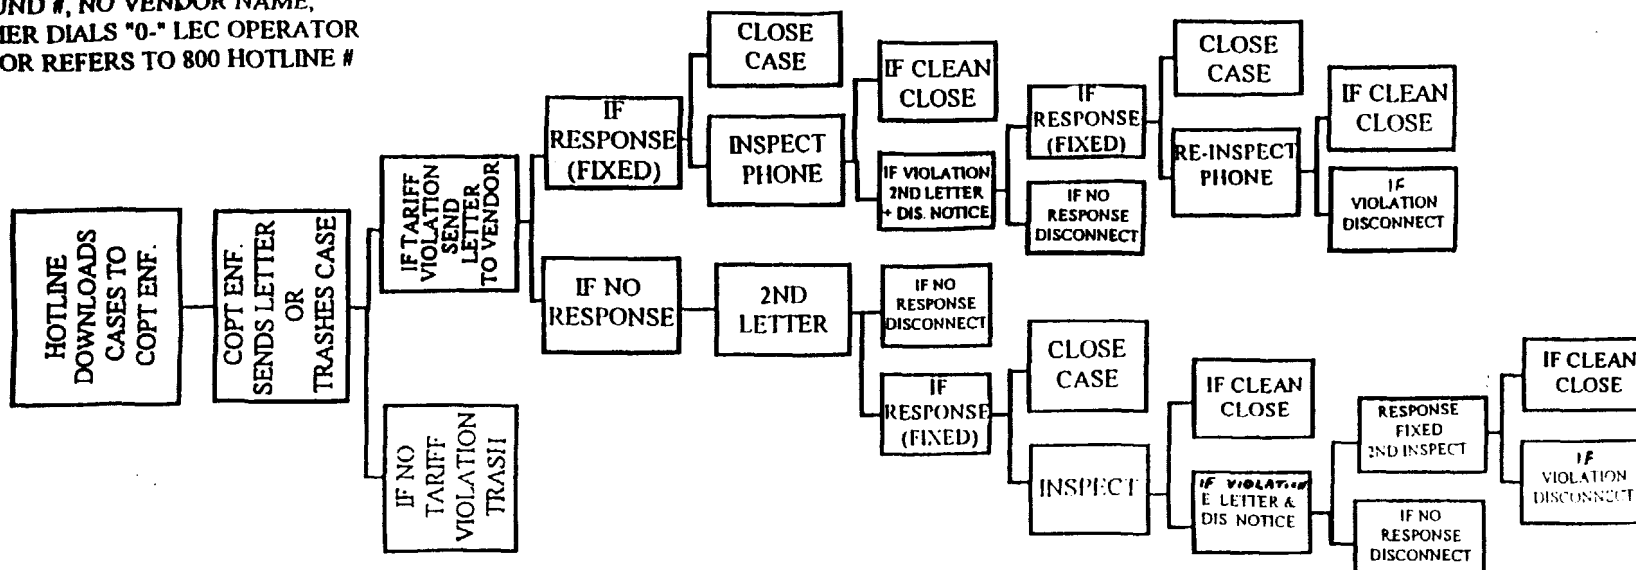 UND #, NO VENDOR NAME,
MER DIALS "0-" LEC OPERATOR
OR REFERS TO 800 HOTLINE #
HOTLINE
DOWNLOADS
CASES TO
COPT ENF.
COPT ENF.
SENDS LETTER
OR
TRASHES CASE
IF TARIFF
VIOLATION
SEND
LETTER
TO VENDOR
IF NO
TARIFF
VIOLATION
TRASH
IF
RESPONSE
(FIXED)
IF NO
RESPONSE
CLOSE
CASE
INSPECT
PHONE
2ND
LETTER
IF CLEAN
CLOSE
IF VIOLATION
2ND LETTER
+ DIS. NOTICE
IF NO
RESPONSE
DISCONNECT
IF
RESPONSE
(FIXED)
IF
RESPONSE
(FIXED)
IF NO
RESPONSE
DISCONNECT
CLOSE
CASE
INSPECT
CLOSE
CASE
RE-INSPECT
PHONE
IF CLEAN
CLOSE
IF VIOLATION
E LETTER &
DIS NOTICE
IF CLEAN
CLOSE
IF
VIOLATION
DISCONNECT
RESPONSE
FIXED
2ND INSPECT
IF NO
RESPONSE
DISCONNECT
IF CLEAN
CLOSE
IF
VIOLATION
DISCONNECT